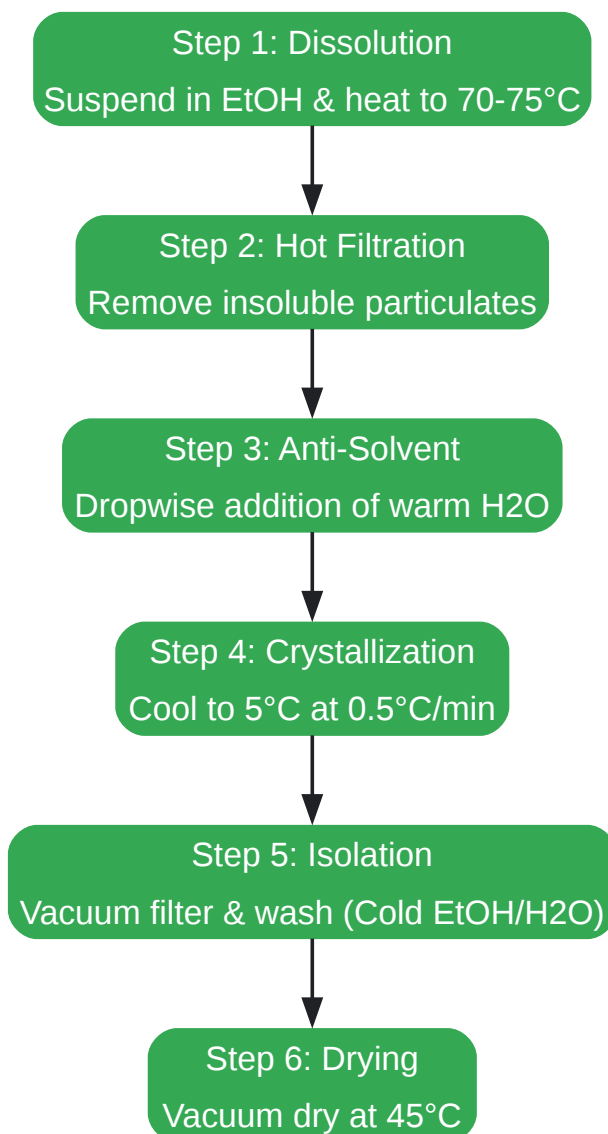 Step 1: Dissolution
Suspend in EtOH & heat to 70-75°C
Step 2: Hot Filtration
Remove insoluble particulates
Step 3: Anti-Solvent
Dropwise addition of warm H2O
Step 4: Crystallization
Cool to 5°C at 0.5°C/min
Step 5: Isolation
Vacuum filter & wash (Cold EtOH/H2O)
Step 6: Drying
Vacuum dry at 45°C